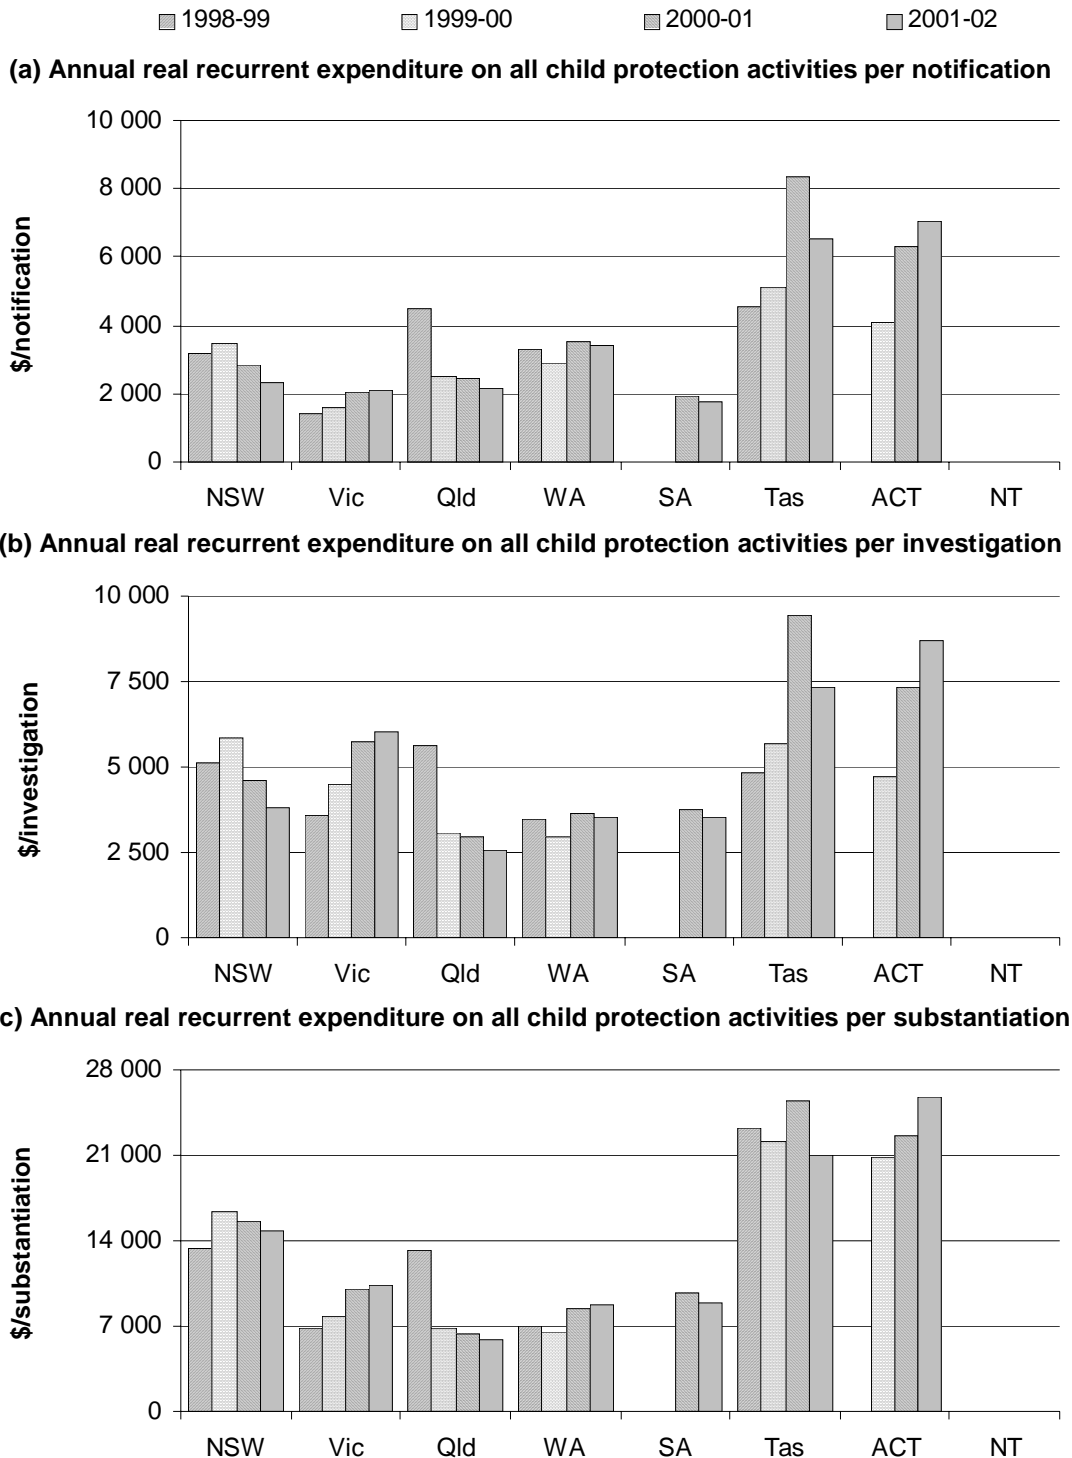 1998-99 1999-00 2000-01 2001-02
(a) Annual real recurrent expenditure on all child protection activities per notification
10 000
8 000
6 000
4 000
2 000
0
$/notification
NSW Vic Qld WA SA Tas ACT NT
(b) Annual real recurrent expenditure on all child protection activities per investigation
10 000
7 500
5 000
2 500
0
$/investigation
NSW Vic Qld WA SA Tas ACT NT
c) Annual real recurrent expenditure on all child protection activities per substantiation
28 000
21 000
14 000
7 000
0
$/substantiation
NSW Vic Qld WA SA Tas ACT NT